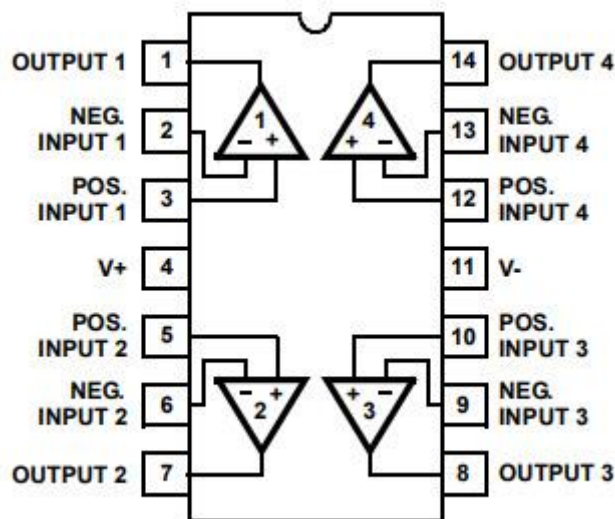 OUTPUT 1 1 14 OUTPUT 4
NEG. NEG.
INPUT 1 2 1 4 13 INPUT 4
- + + -
POS. POS.
INPUT 1 3 12 INPUT 4
V+ 4 11 V-
POS. POS.
INPUT 2 5 10 INPUT 3
- + + -
NEG. NEG.
INPUT 2 6 2 3 9 INPUT 3
OUTPUT 2 7 8 OUTPUT 3